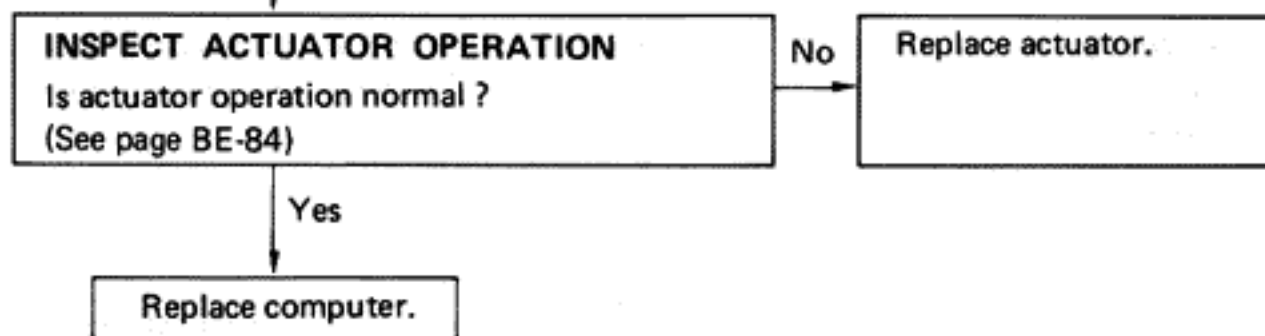 INSPECT ACTUATOR OPERATION
Is actuator operation normal ?
(See page BE-84)
No
Replace actuator.
Yes
Replace computer.